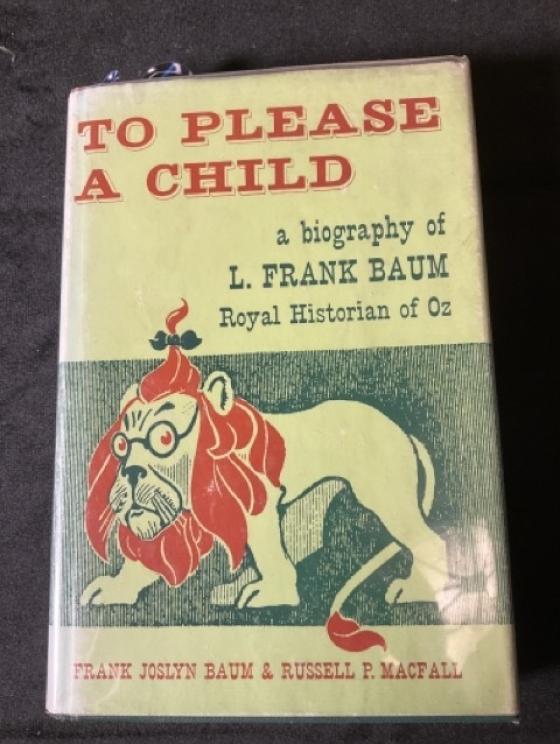 TO PLEASE
A CHILD
a biography of
L. FRANK BAUM
Royal Historian of Oz
FRANK JOSLYN BAUM & RUSSELL P. MACFALL